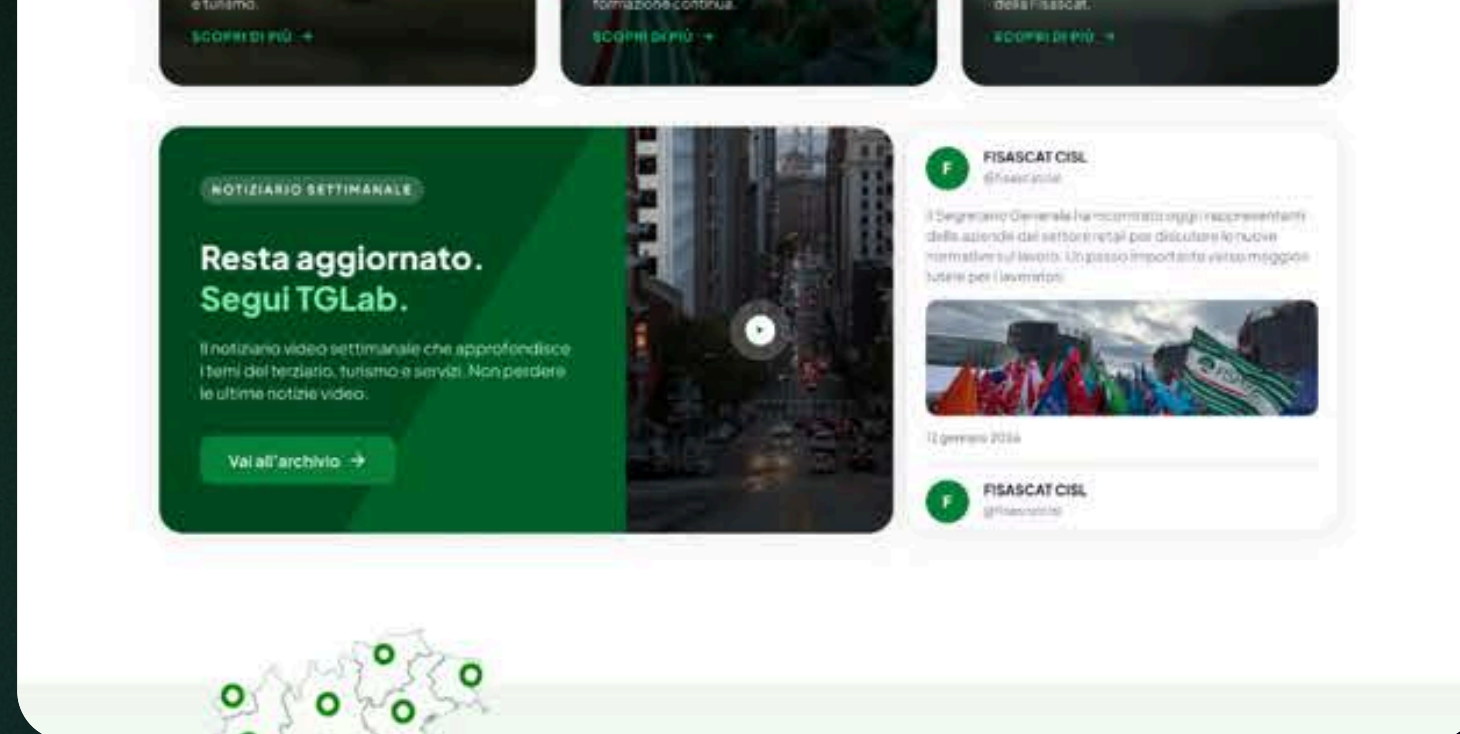 e turismo.
SCOPRI DI PIÙ →
formazione continua.
SCOPRI DI PIÙ →
della Fisascat.
SCOPRI DI PIÙ →
NOTIZIARIO SETTIMANALE
Resta aggiornato.
Segui TGLab.
Il notiziario video settimanale che approfondisce
i temi del terziario, turismo e servizi. Non perdere
le ultime notizie video.
Vai all'archivio →
F
FISASCAT CISL
@fisascatcisl
Il Segretario Generale ha incontrato oggi i rappresentanti
delle aziende del settore retail per discutere le nuove
normative sul lavoro. Un passo importante verso maggiori
tutele per i lavoratori.
12 gennaio
F
FISASCAT CISL
@fisascatcisl